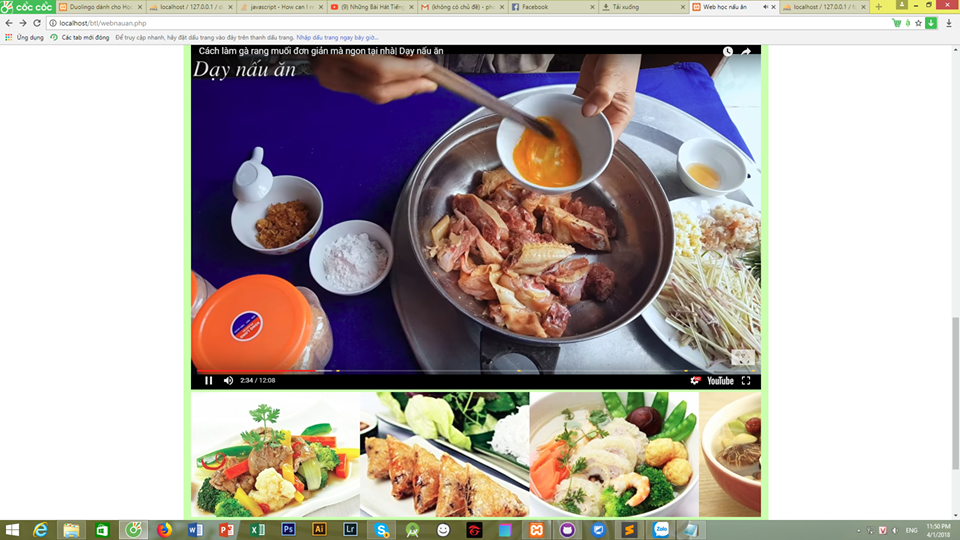 cốc cốc
Duolingo dành cho Học
localhost / 127.0.0.1 / c
javascript - How can I r
(9) Những Bài Hát Tiếng
(không có chủ đề) - pho
Facebook
Tải xuống
Web học nấu ăn
localhost / 127.0.0.1 / t
localhost/btl/webnauan.php
Ứng dụng
Các tab mới đóng
Để truy cập nhanh, hãy đặt dấu trang vào đây trên thanh dấu trang.
Nhập dấu trang ngay bây giờ...
Cách làm gà rang muối đơn giản mà ngon tại nhà| Dạy nấu ăn
Dạy nấu ăn
2:34 / 12:08
YouTube
ENG
11:50 PM
4/1/2018